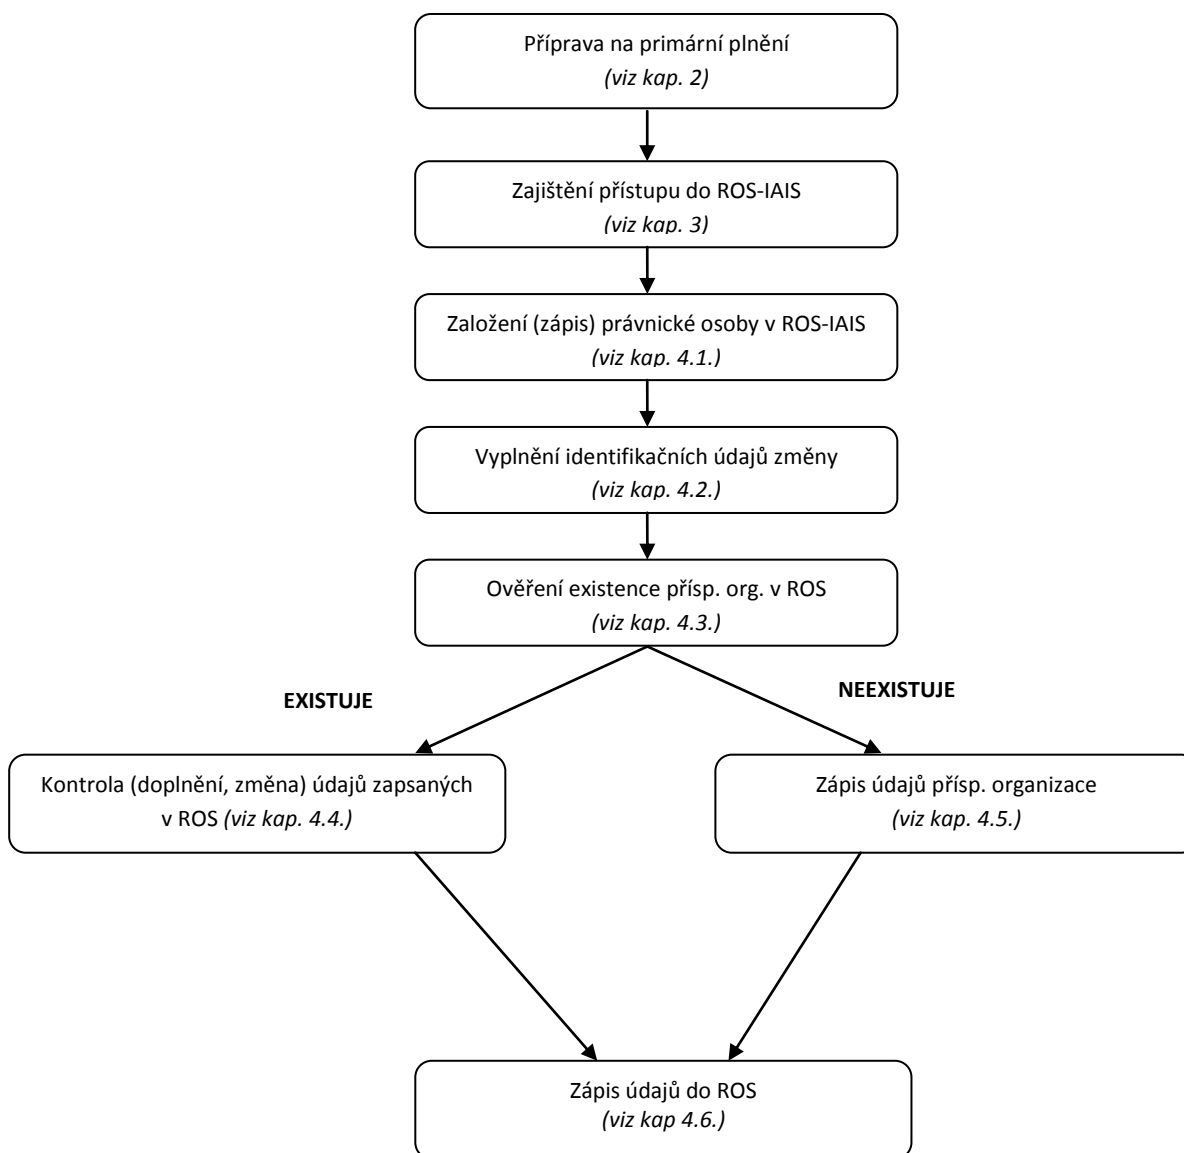 Příprava na primární plnění
(viz kap. 2)
Zajištění přístupu do ROS-IAIS
(viz kap. 3)
Založení (zápis) právnické osoby v ROS-IAIS
(viz kap. 4.1.)
Vyplnění identifikačních údajů změny
(viz kap. 4.2.)
Ověření existence přísp. org. v ROS
(viz kap. 4.3.)
EXISTUJE
NEEXISTUJE
Kontrola (doplnění, změna) údajů zapsaných
v ROS (viz kap. 4.4.)
Zápis údajů přísp. organizace
(viz kap. 4.5.)
Zápis údajů do ROS
(viz kap 4.6.)